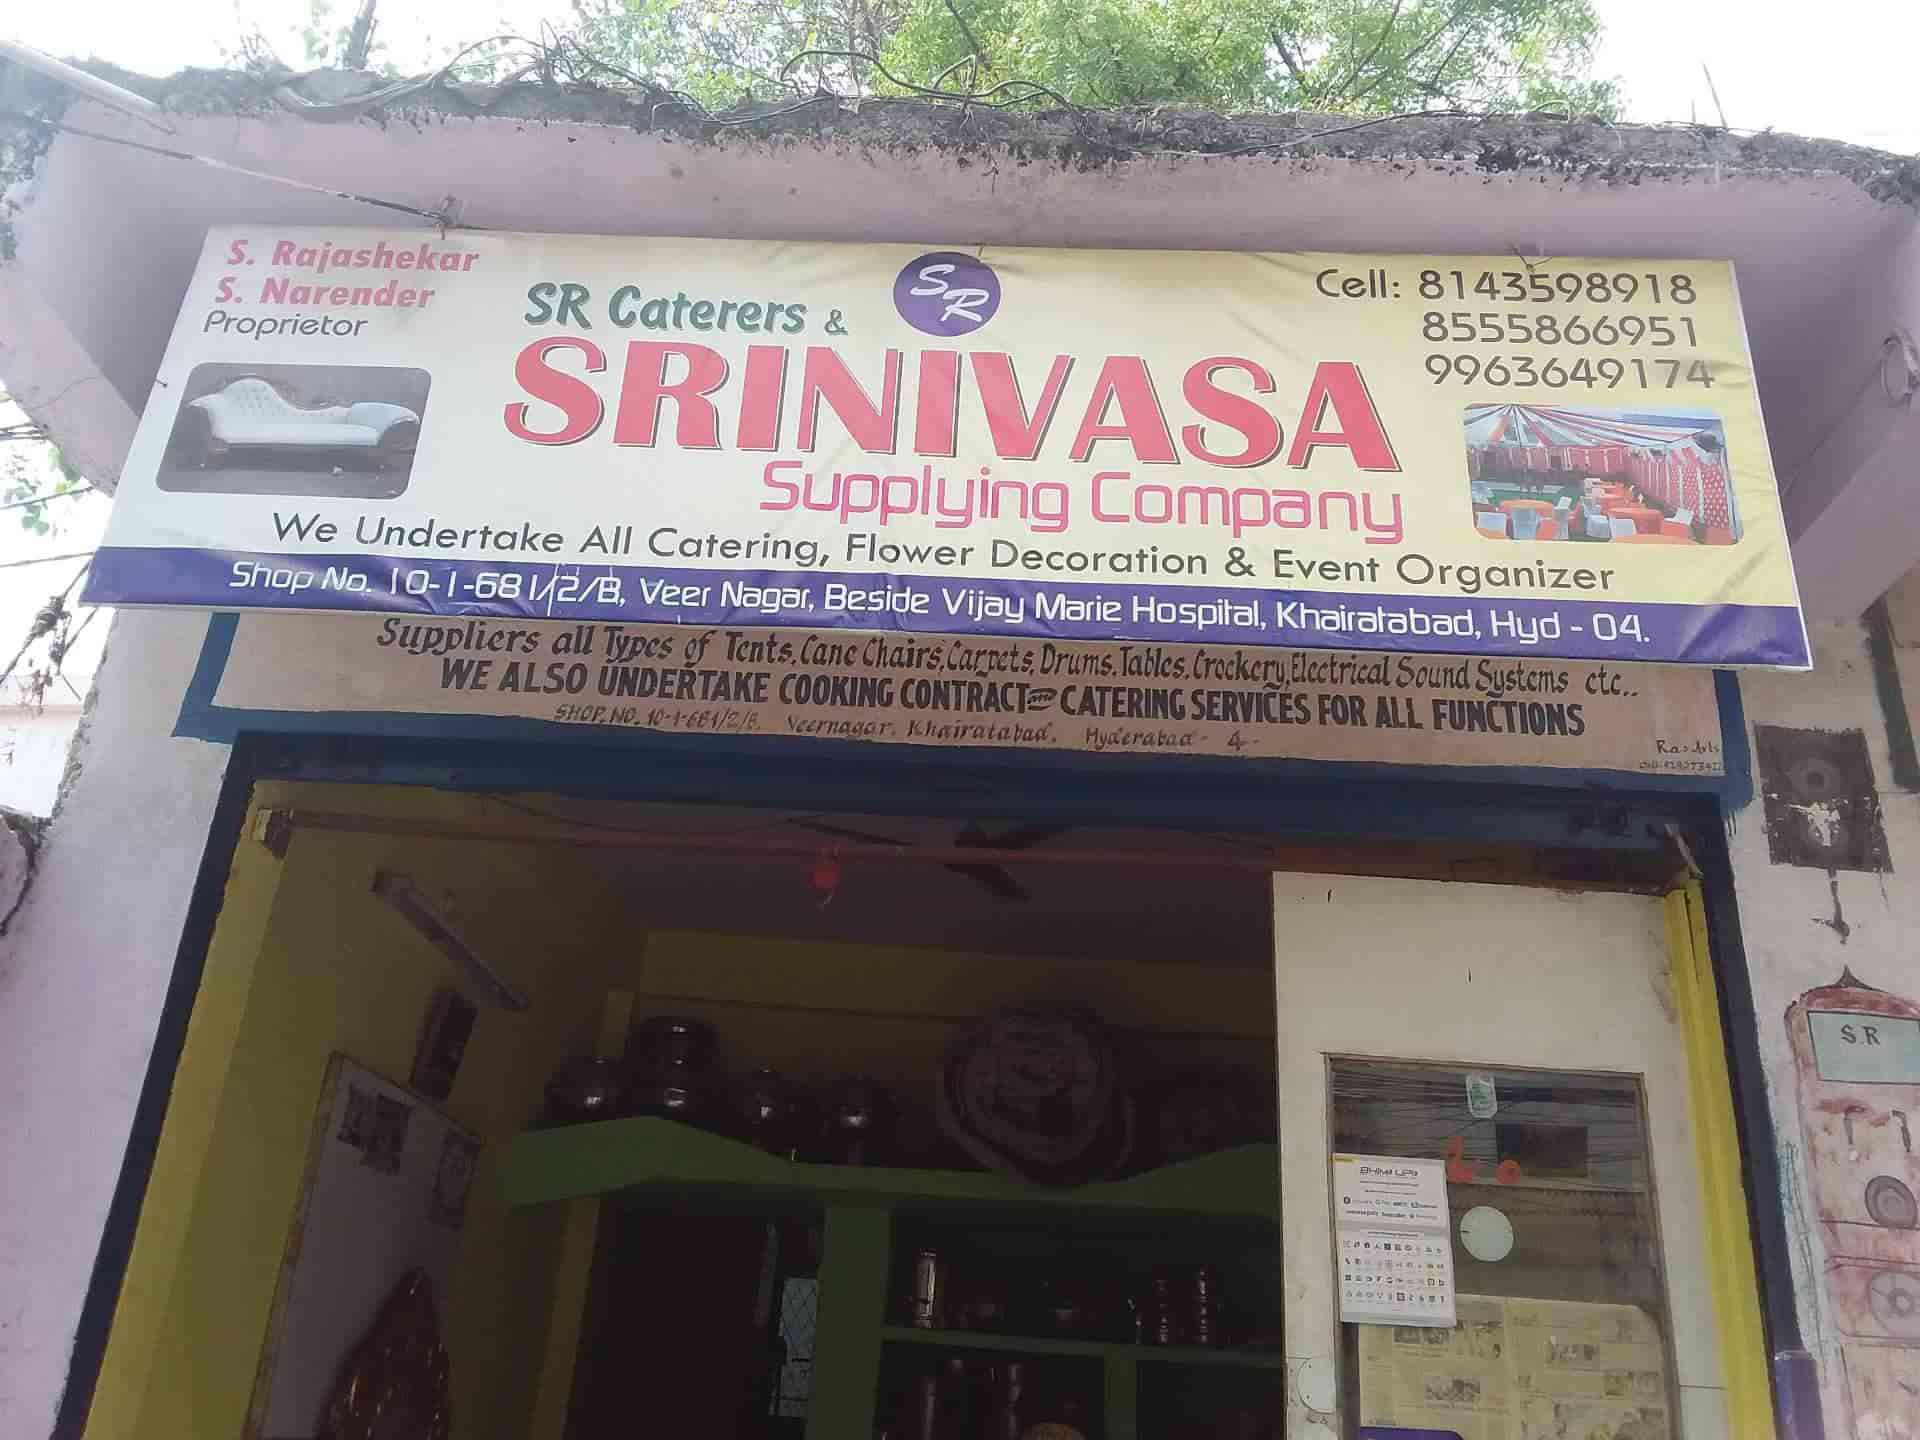 S. Rajashekar
S. Narender
Proprietor
SR Caterers &
SR
SRINIVASA
Supplying Company
Cell: 8143598918
8555866951
9963649174
We Undertake All Catering, Flower Decoration & Event Organizer
Shop No. 10-1-681/2/B, Veer Nagar, Beside Vijay Marie Hospital, Khairatabad, Hyd - 04.
Suppliers all Types of Tents, Cane Chairs, Carpets, Drums, Tables, Crockery, Electrical Sound Systems etc..
WE ALSO UNDERTAKE COOKING CONTRACT and CATERING SERVICES FOR ALL FUNCTIONS
SHOP. NO. 10-1-681/2/B. Veernagar. Khairatabad. Hyderabad - 4.
S.R
BHIM UPI